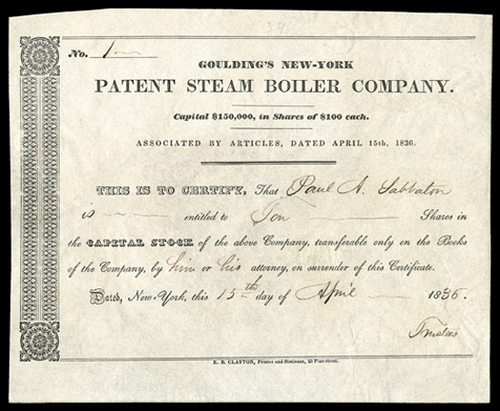 34
No. 1
GOULDING'S NEW-YORK
PATENT STEAM BOILER COMPANY.
Capital $150,000, in Shares of $100 each.
ASSOCIATED BY ARTICLES, DATED APRIL 15th, 1836.
THIS IS TO CERTIFY, That Paul A. Sabbaton
is entitled to Ten Shares in
the CAPITAL STOCK of the above Company, transferable only on the Books
of the Company, by him or his attorney, on surrender of this Certificate.
Dated, New-York, this 15th day of April 1836.
Trustees
E. B. CLAYTON, Printer and Stationer, 45 Pine-street.